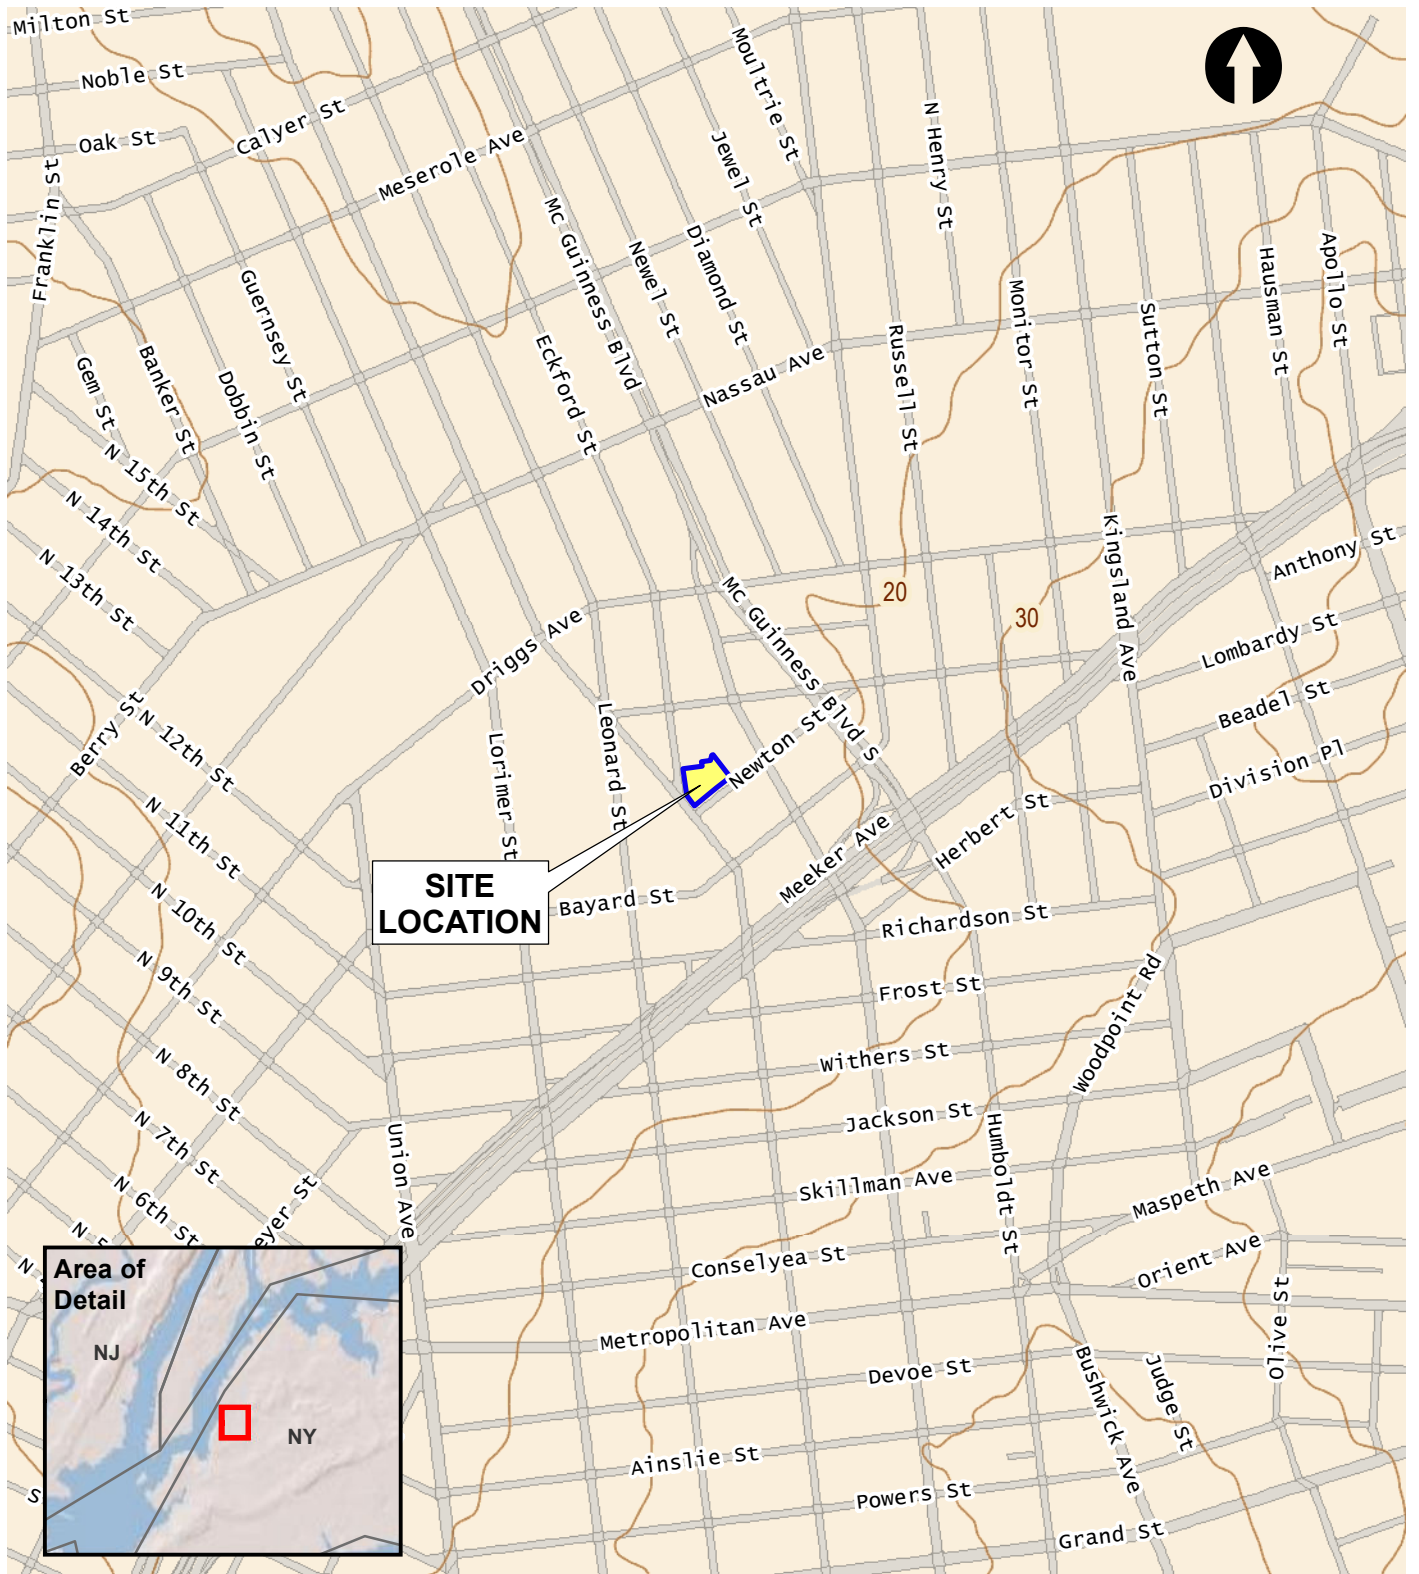 Milton St
Noble St
Oak St
Calyer St
Meserole Ave
Moultrie St
Jewel St
N Henry St
Franklin St
Mc Guinness Blvd
Newel St
Diamond St
Guernsey St
Monitor St
Sutton St
Hausman St
Apollo St
Gem St
Banker St
Dobbin St
Eckford St
Nassau Ave
Russell St
N 15th St
N 14th St
N 13th St
Kingsland Ave
Anthony St
Driggs Ave
Mc Guinness Blvd S
20
30
Lombardy St
Beadel St
Division Pl
Berry St
N 12th St
Lorimer St
Leonard St
Newton St
N 11th St
Meeker Ave
Herbert St
SITE
LOCATION
Bayard St
N 10th St
Richardson St
N 9th St
Frost St
Woodpoint Rd
N 8th St
Withers St
Jackson St
N 7th St
Union Ave
Humboldt St
Skillman Ave
Maspeth Ave
N 6th St
eyer St
Conselyea St
Orient Ave
N
Area of
Detail
NJ
NY
Metropolitan Ave
Olive St
Devoe St
Bushwick Ave
Judge St
Ainslie St
Powers St
S
Grand St